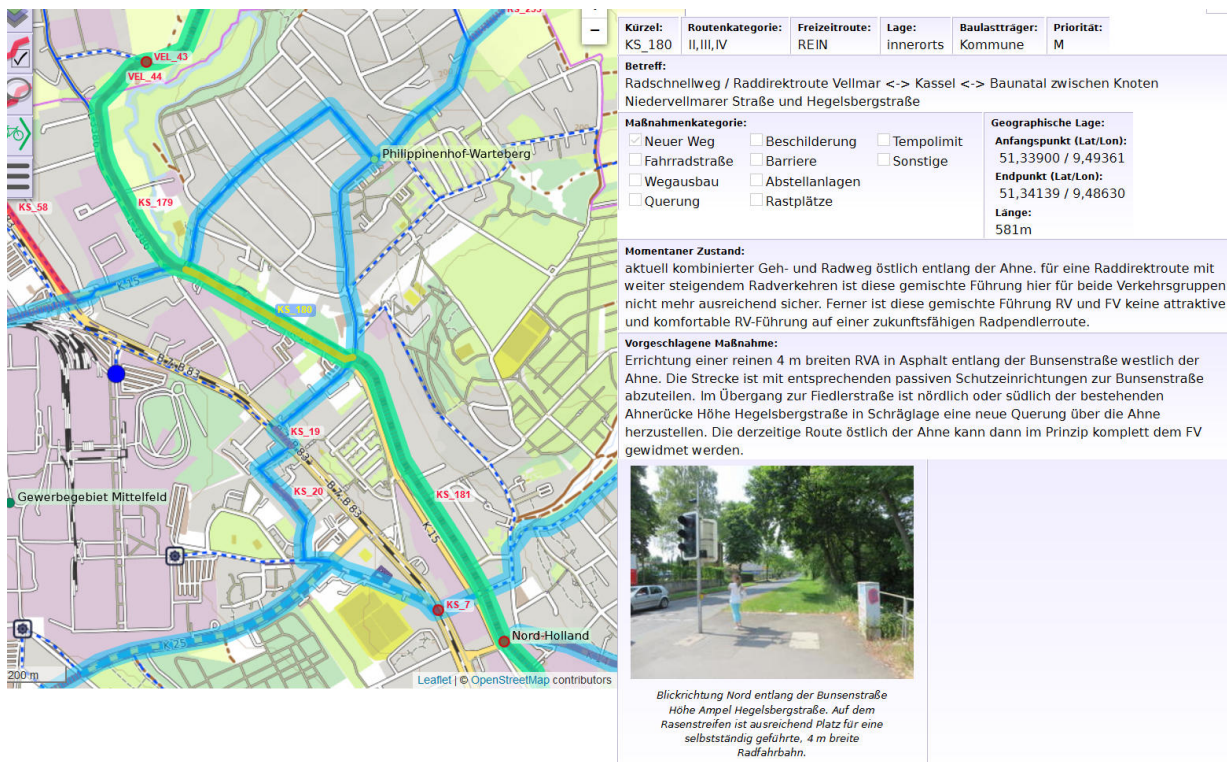 KS_255
VEL_43
VEL_44
Philippinenhof-Warteberg
KS_179
KS_58
K 15
KS_180
B 7, B 83
KS_19
B 83
KS_20
B 7, B 83
Gewerbegebiet Mittelfeld
KS_181
K 15
KS_7
Nord-Holland
K 25
200 m
Leaflet | © OpenStreetMap contributors
−
Kürzel: Routenkategorie: Freizeitroute: Lage: Baulastträger: Priorität:
KS_180 II,III,IV REIN innerorts Kommune M
Betreff:
Radschnellweg / Raddirektroute Vellmar <-> Kassel <-> Baunatal zwischen Knoten
Niedervellmarer Straße und Hegelsbergstraße
Maßnahmenkategorie:
Neuer Weg Beschilderung Tempolimit
Fahrradstraße Barriere Sonstige
Wegausbau Abstellanlagen
Querung Rastplätze
Geographische Lage:
Anfangspunkt (Lat/Lon):
51,33900 / 9,49361
Endpunkt (Lat/Lon):
51,34139 / 9,48630
Länge:
581m
Momentaner Zustand:
aktuell kombinierter Geh- und Radweg östlich entlang der Ahne. für eine Raddirektroute mit
weiter steigendem Radverkehren ist diese gemischte Führung hier für beide Verkehrsgruppen
nicht mehr ausreichend sicher. Ferner ist diese gemischte Führung RV und FV keine attraktive
und komfortable RV-Führung auf einer zukunftsfähigen Radpendlerroute.
Vorgeschlagene Maßnahme:
Errichtung einer reinen 4 m breiten RVA in Asphalt entlang der Bunsenstraße westlich der
Ahne. Die Strecke ist mit entsprechenden passiven Schutzeinrichtungen zur Bunsenstraße
abzuteilen. Im Übergang zur Fiedlerstraße ist nördlich oder südlich der bestehenden
Ahnerücke Höhe Hegelsbergstraße in Schräglage eine neue Querung über die Ahne
herzustellen. Die derzeitige Route östlich der Ahne kann dann im Prinzip komplett dem FV
gewidmet werden.
Blickrichtung Nord entlang der Bunsenstraße
Höhe Ampel Hegelsbergstraße. Auf dem
Rasenstreifen ist ausreichend Platz für eine
selbstständig geführte, 4 m breite
Radfahrbahn.